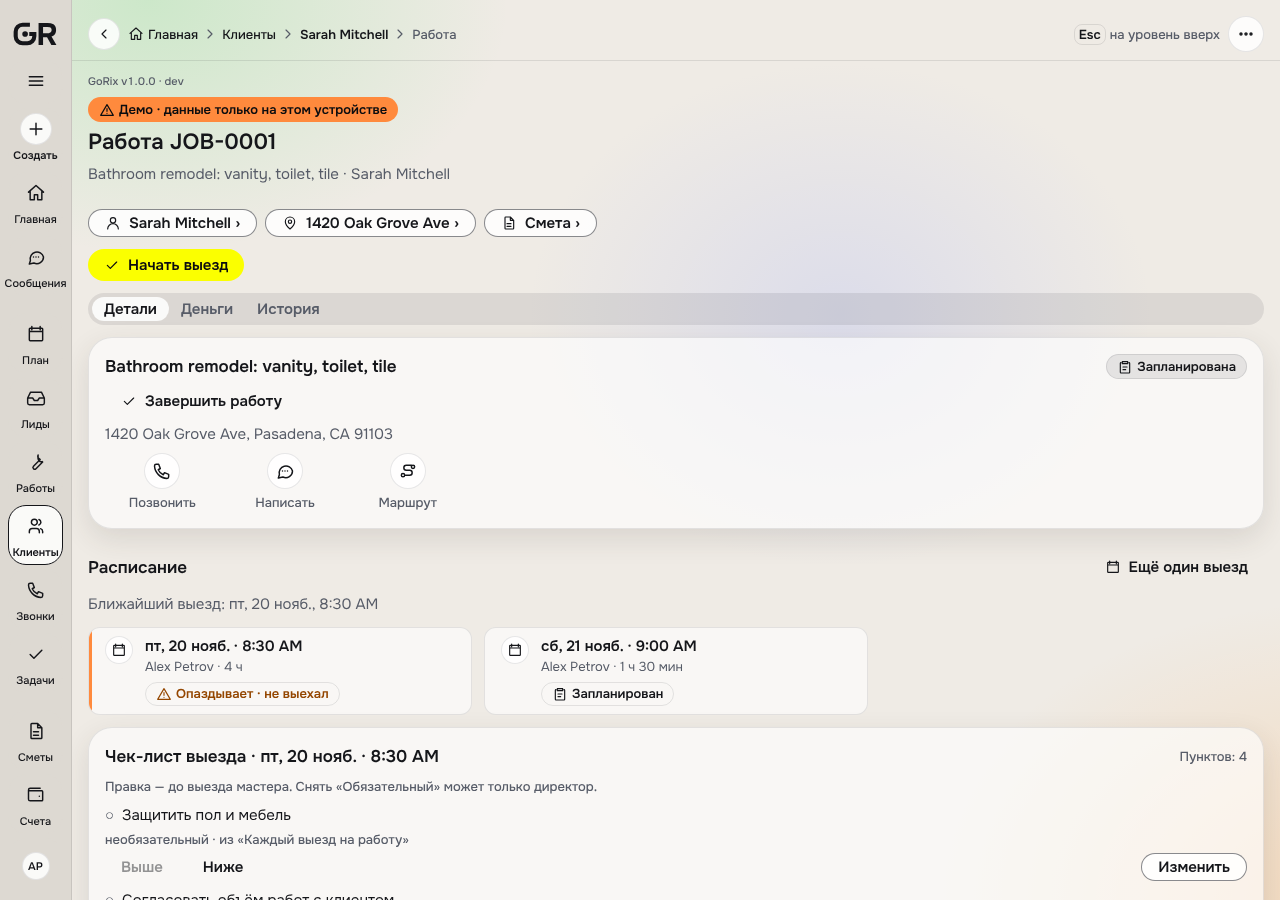 GR
Главная
Клиенты
Sarah Mitchell
Работа
Esc на уровень вверх
Создать
Главная
Сообщения
План
Лиды
Работы
Клиенты
Звонки
Задачи
Сметы
Счета
AP
GoRix v1.0.0 · dev
Демо · данные только на этом устройстве
Работа JOB-0001
Bathroom remodel: vanity, toilet, tile · Sarah Mitchell
Sarah Mitchell ›
1420 Oak Grove Ave ›
Смета ›
Начать выезд
Детали
Деньги
История
Bathroom remodel: vanity, toilet, tile
Запланирована
Завершить работу
1420 Oak Grove Ave, Pasadena, CA 91103
Позвонить
Написать
Маршрут
Расписание
Ещё один выезд
Ближайший выезд: пт, 20 нояб., 8:30 AM
пт, 20 нояб. · 8:30 AM
Alex Petrov · 4 ч
Опаздывает · не выехал
сб, 21 нояб. · 9:00 AM
Alex Petrov · 1 ч 30 мин
Запланирован
Чек-лист выезда · пт, 20 нояб. · 8:30 AM
Пунктов: 4
Правка — до выезда мастера. Снять «Обязательный» может только директор.
Защитить пол и мебель
необязательный · из «Каждый выезд на работу»
Выше
Ниже
Изменить
Согласовать объём работ с клиентом